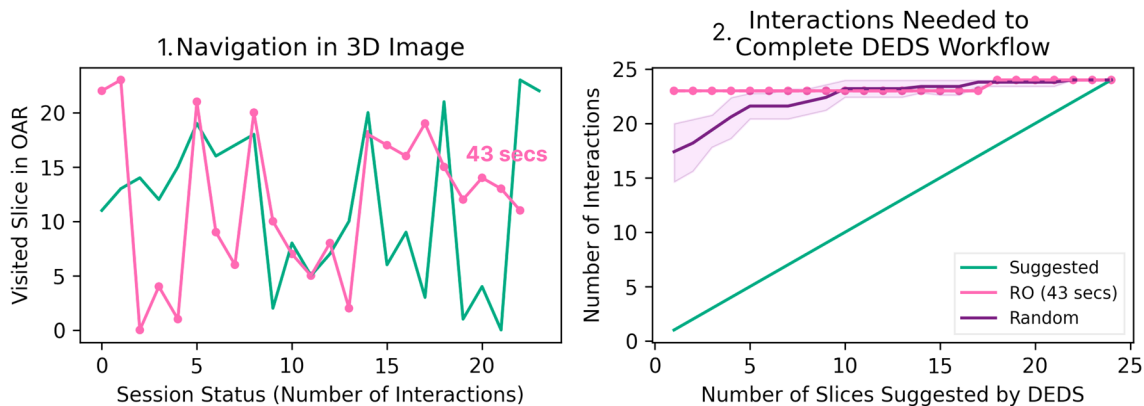 1.Navigation in 3D Image
Visited Slice in OAR
20
15
10
5
0
43 secs
0 5 10 15 20
Session Status (Number of Interactions)
2. Interactions Needed to
Complete DEDS Workflow
Number of Interactions
25
20
15
10
5
0
Suggested
RO (43 secs)
Random
0 5 10 15 20 25
Number of Slices Suggested by DEDS